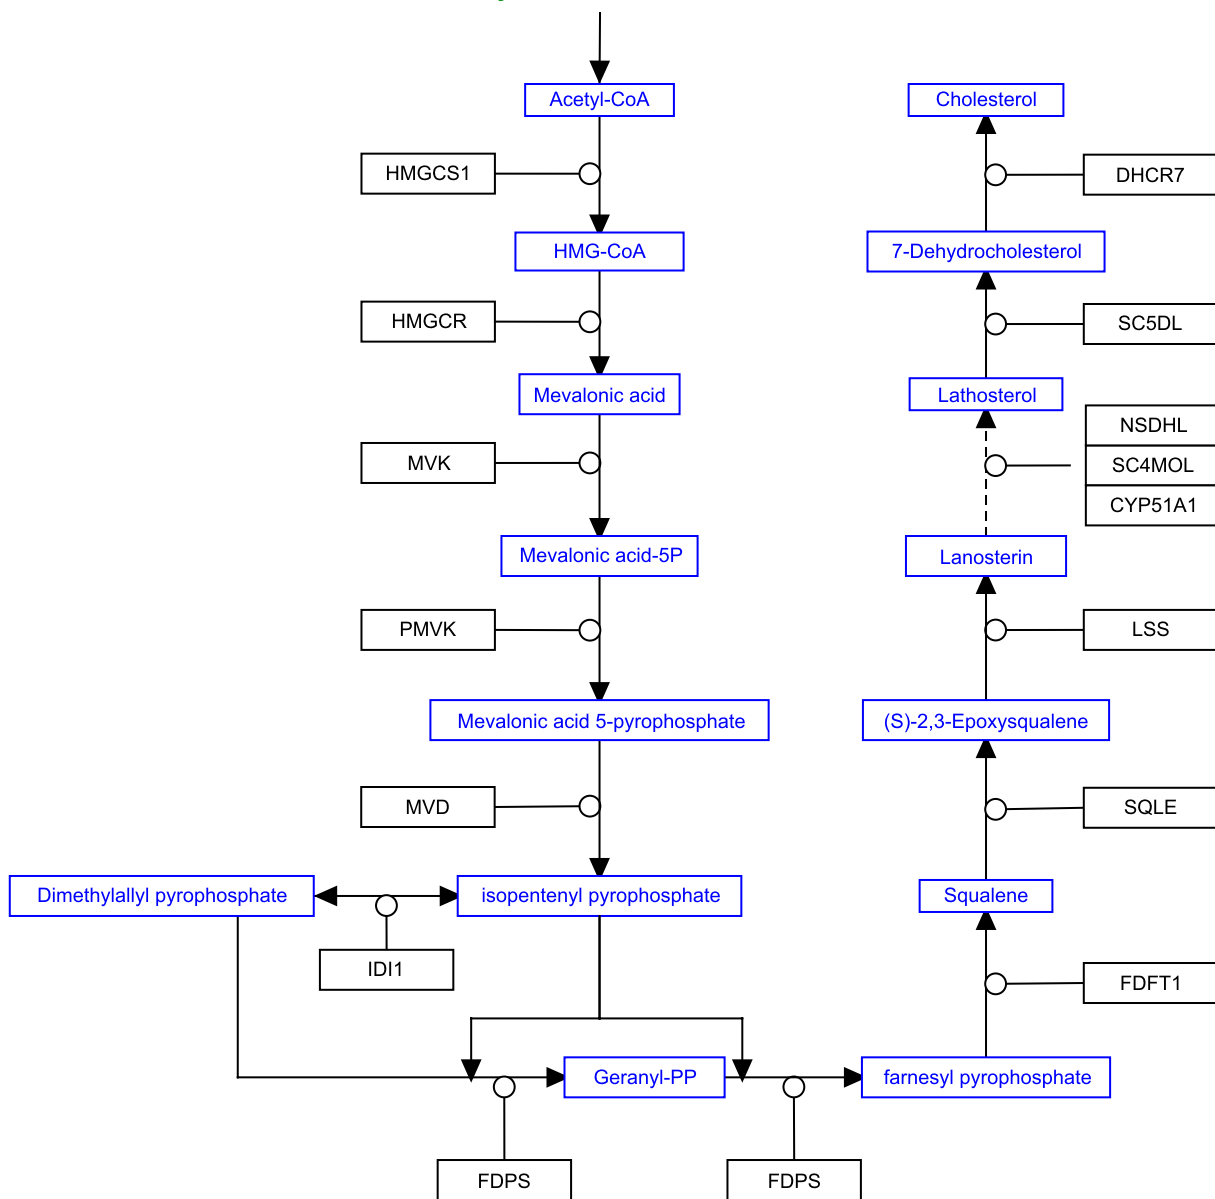 Acetyl-CoA
Cholesterol
HMGCS1
DHCR7
HMG-CoA
7-Dehydrocholesterol
HMGCR
SC5DL
Mevalonic acid
Lathosterol
NSDHL
MVK
SC4MOL
CYP51A1
Mevalonic acid-5P
Lanosterin
PMVK
LSS
Mevalonic acid 5-pyrophosphate
(S)-2,3-Epoxysqualene
MVD
SQLE
Dimethylallyl pyrophosphate
isopentenyl pyrophosphate
Squalene
IDI1
FDFT1
Geranyl-PP
farnesyl pyrophosphate
FDPS
FDPS